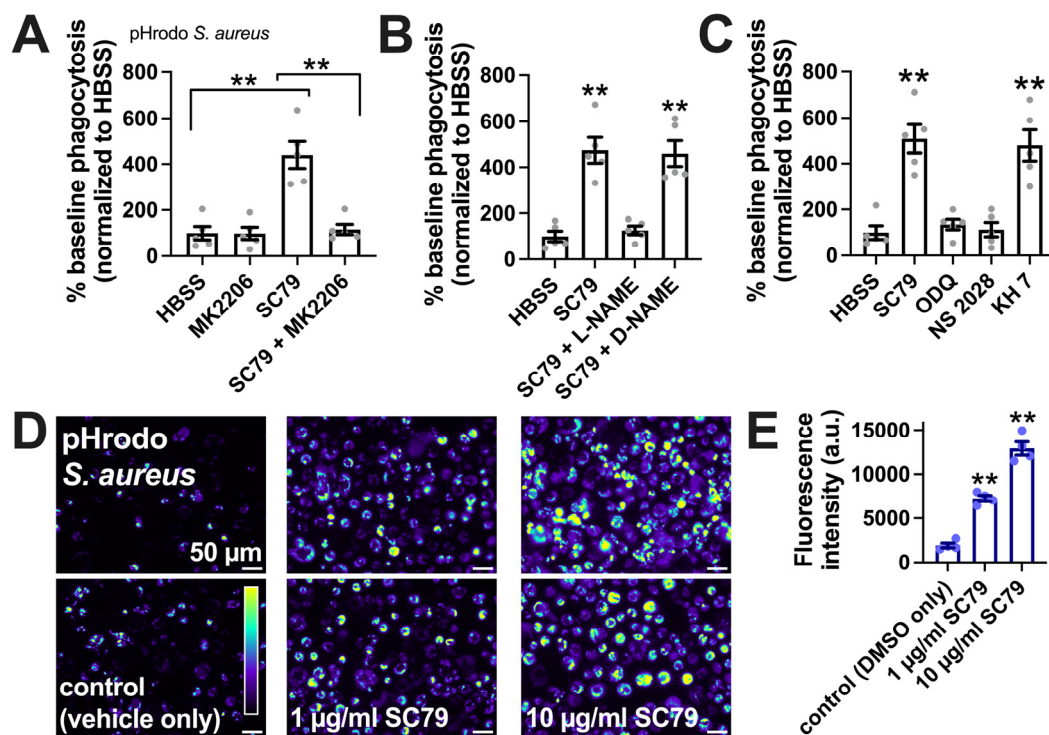 A
pHrodo S. aureus
% baseline phagocytosis
(normalized to HBSS)
800
600
400
200
0
**
**
HBSS
MK2206
SC79
SC79 + MK2206
B
% baseline phagocytosis
(normalized to HBSS)
800
600
400
200
0
**
**
HBSS
SC79
SC79 + L-NAME
SC79 + D-NAME
C
% baseline phagocytosis
(normalized to HBSS)
800
600
400
200
0
**
**
HBSS
SC79
ODQ
NS 2028
KH 7
D
pHrodo
S. aureus
50 µm
control
(vehicle only)
1 µg/ml SC79
10 µg/ml SC79
E
Fluorescence
intensity (a.u.)
15000
10000
5000
0
**
**
control (DMSO only)
1 µg/ml SC79
10 µg/ml SC79